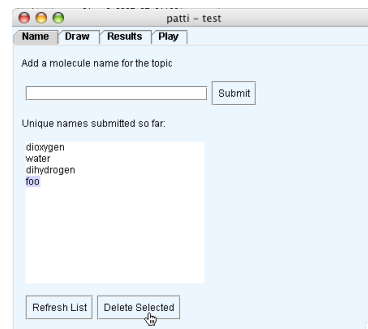 patti - test
Name Draw Results Play
Add a molecule name for the topic
Submit
Unique names submitted so far:
dioxygen
water
dihydrogen
foo
Refresh List Delete Selected